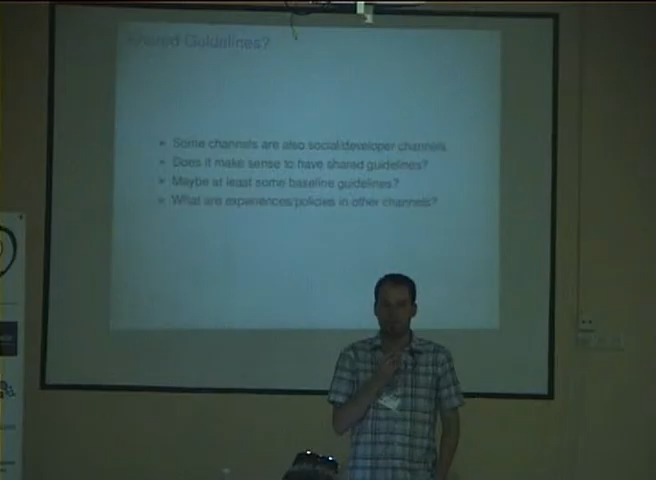 Shared Guidelines?
Some channels are also social/developer channels
Does it make sense to have shared guidelines?
Maybe at least some baseline guidelines?
What are experiences/policies in other channels?